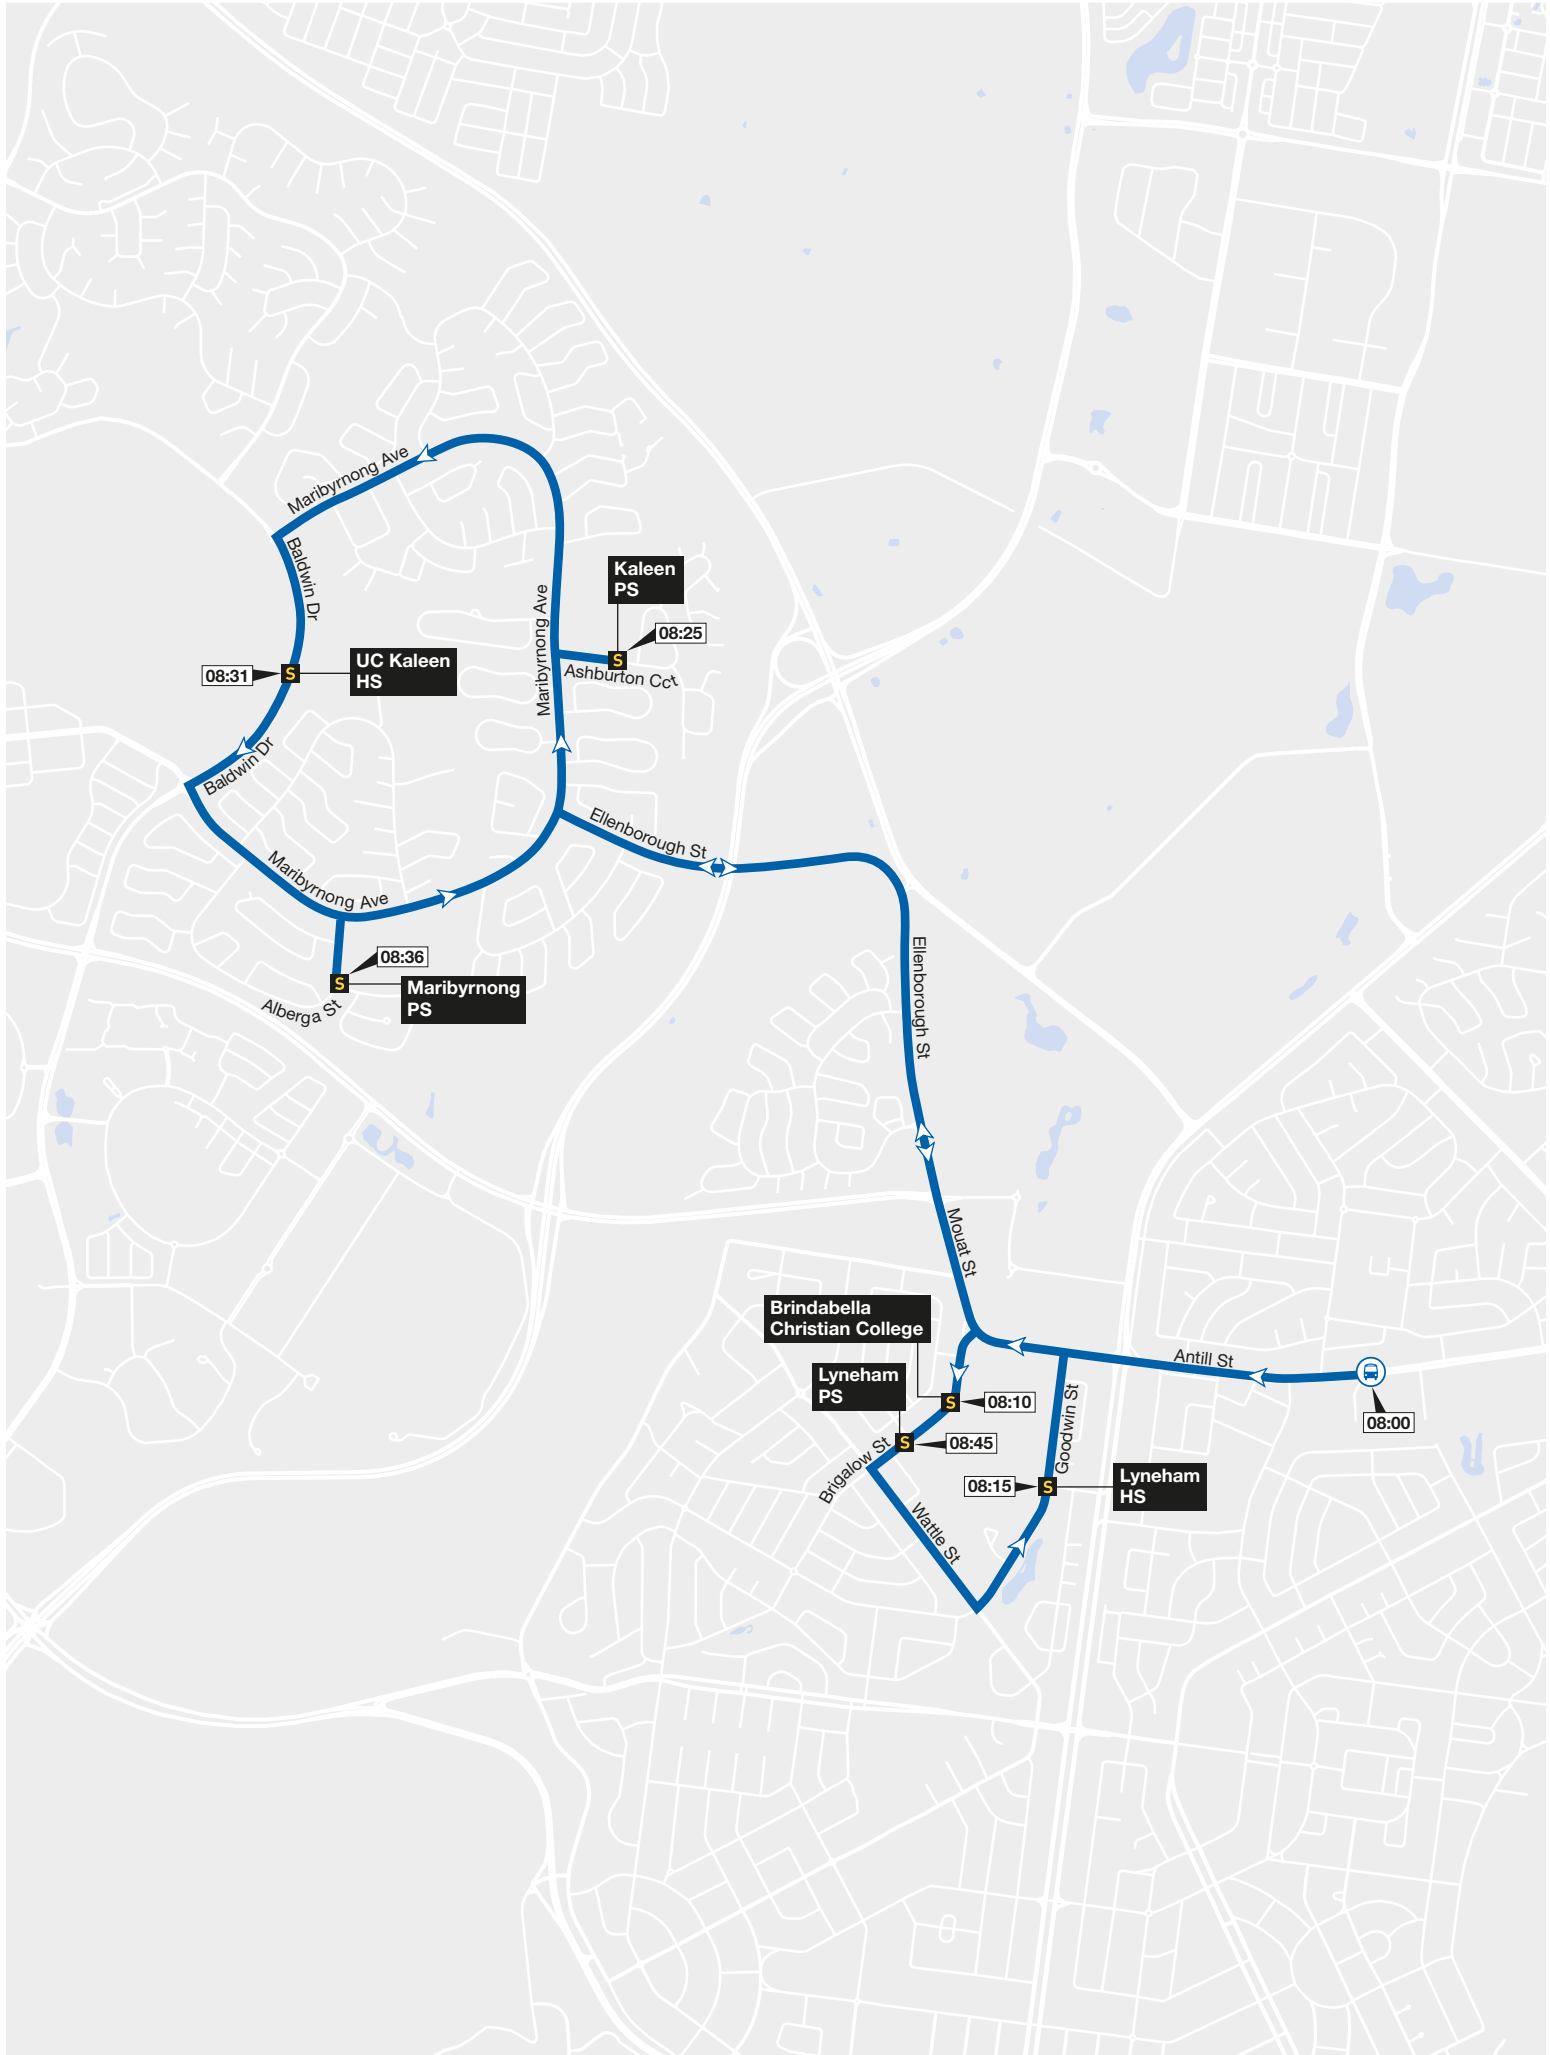 Maribyrnong Ave
Baldwin Dr
Maribyrnong Ave
Kaleen
PS
08:25
S
Ashburton Cct
08:31
S
UC Kaleen
HS
Baldwin Dr
Ellenborough St
Maribyrnong Ave
08:36
S
Maribyrnong
PS
Alberga St
Ellenborough St
Mouat St
Brindabella
Christian College
Antill St
08:00
Lyneham
PS
S
08:10
S
08:45
Brigalow St
Goodwin St
08:15
S
Lyneham
HS
Wattle St